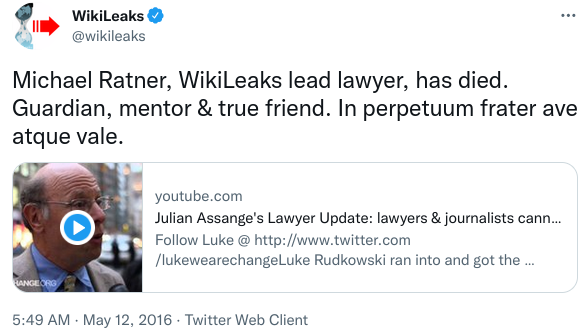 WikiLeaks
@wikileaks
Michael Ratner, WikiLeaks lead lawyer, has died.
Guardian, mentor & true friend. In perpetuum frater ave
atque vale.
youtube.com
Julian Assange's Lawyer Update: lawyers & journalists cann...
Follow Luke @ http://www.twitter.com
/lukewearechangeLuke Rudkowski ran into and got the ...
HANGE.ORG
5:49 AM · May 12, 2016 · Twitter Web Client